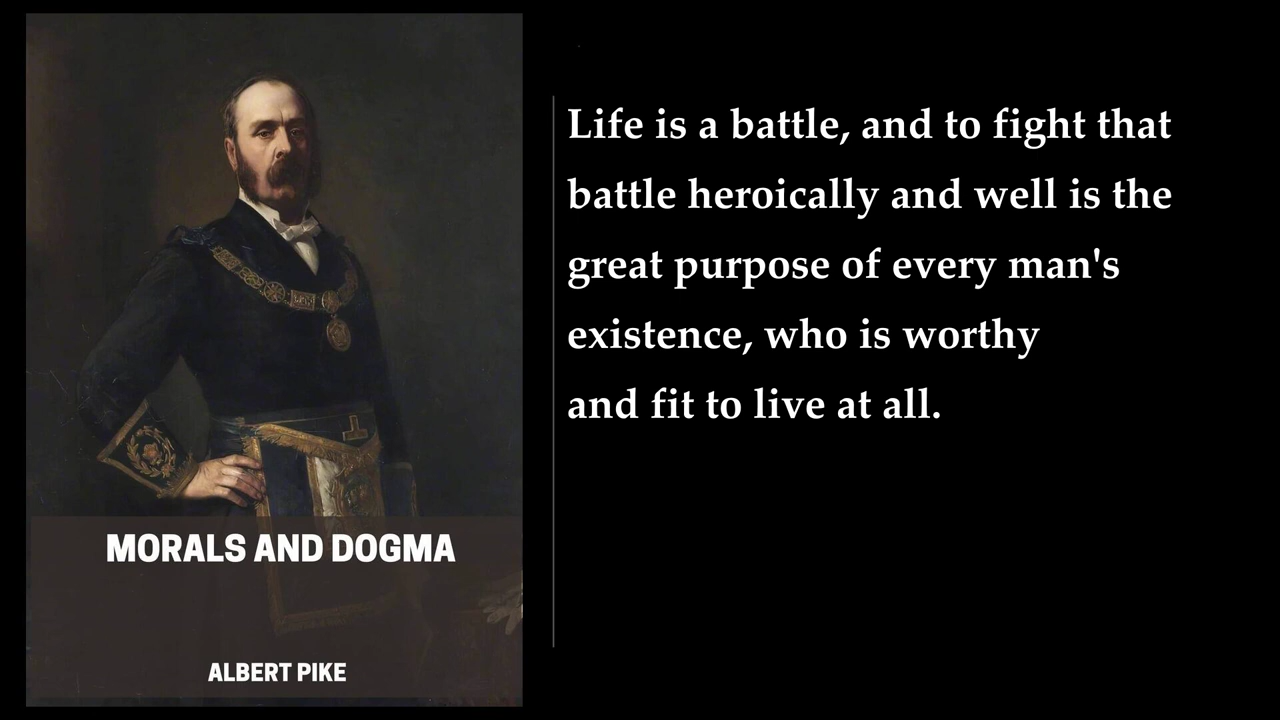 MORALS AND DOGMA
ALBERT PIKE
Life is a battle, and to fight that
battle heroically and well is the
great purpose of every man's
existence, who is worthy
and fit to live at all.